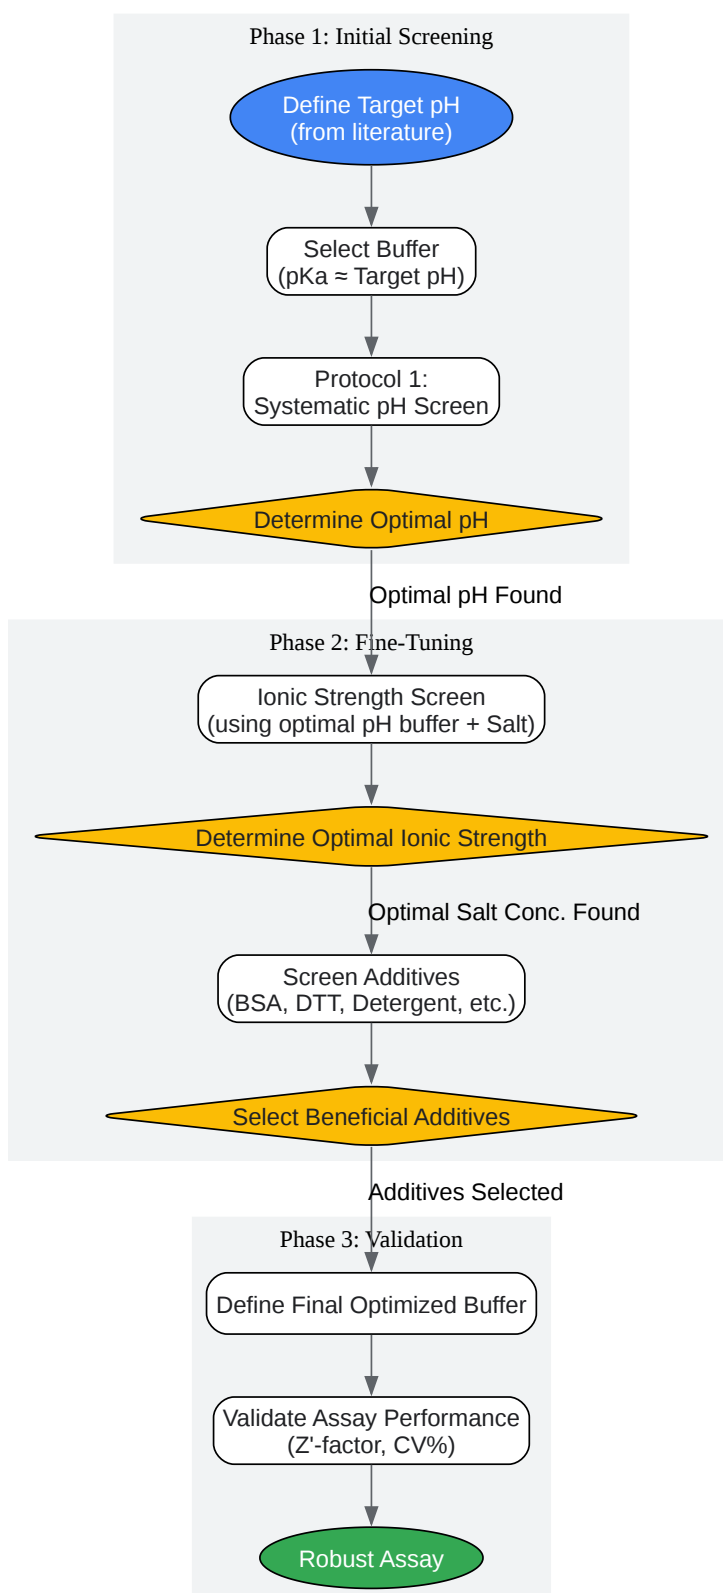 Phase 1: Initial Screening
Define Target pH
(from literature)
Select Buffer
(pKa ≈ Target pH)
Protocol 1:
Systematic pH Screen
Determine Optimal pH
Optimal pH Found
Phase 2: Fine-Tuning
Ionic Strength Screen
(using optimal pH buffer + Salt)
Determine Optimal Ionic Strength
Optimal Salt Conc. Found
Screen Additives
(BSA, DTT, Detergent, etc.)
Select Beneficial Additives
Additives Selected
Phase 3: Validation
Define Final Optimized Buffer
Validate Assay Performance
(Z'-factor, CV%)
Robust Assay